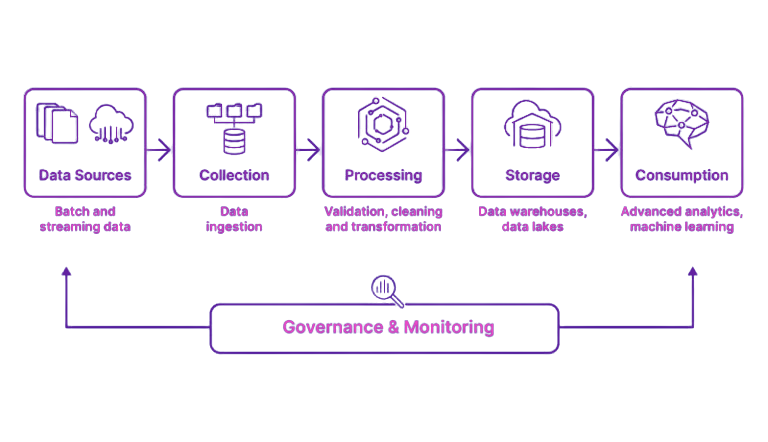 Data Sources
Batch and
streaming data
Collection
Data
ingestion
Processing
Validation, cleaning
and transformation
Storage
Data warehouses,
data lakes
Consumption
Advanced analytics,
machine learning
Governance & Monitoring